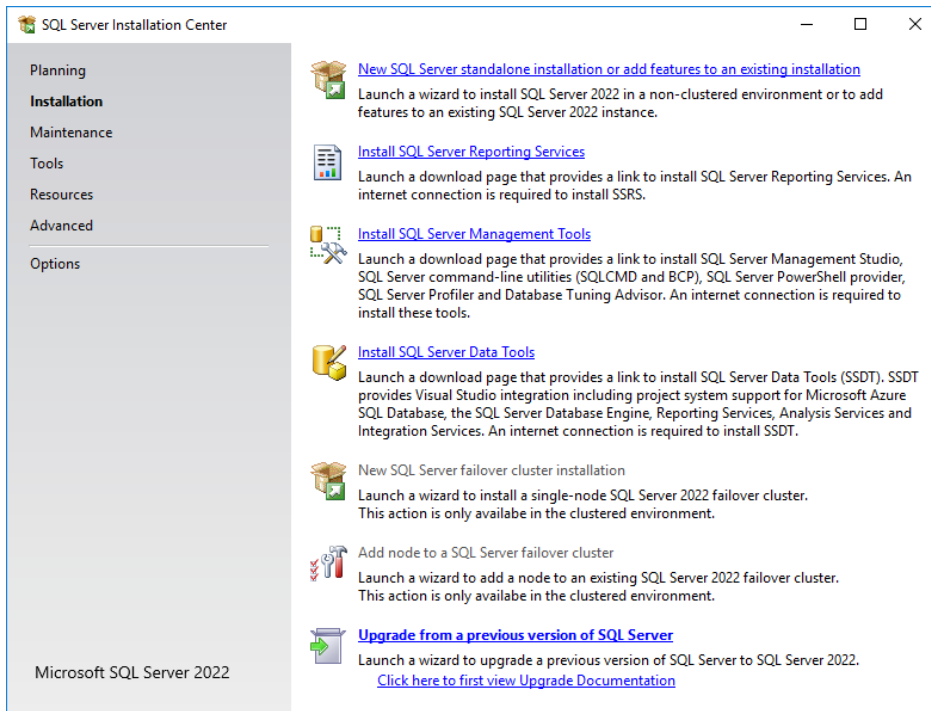 SQL Server Installation Center
Planning
Installation
Maintenance
Tools
Resources
Advanced
Options
Microsoft SQL Server 2022
New SQL Server standalone installation or add features to an existing installation
Launch a wizard to install SQL Server 2022 in a non-clustered environment or to add
features to an existing SQL Server 2022 instance.
Install SQL Server Reporting Services
Launch a download page that provides a link to install SQL Server Reporting Services. An
internet connection is required to install SSRS.
Install SQL Server Management Tools
Launch a download page that provides a link to install SQL Server Management Studio,
SQL Server command-line utilities (SQLCMD and BCP), SQL Server PowerShell provider,
SQL Server Profiler and Database Tuning Advisor. An internet connection is required to
install these tools.
Install SQL Server Data Tools
Launch a download page that provides a link to install SQL Server Data Tools (SSDT). SSDT
provides Visual Studio integration including project system support for Microsoft Azure
SQL Database, the SQL Server Database Engine, Reporting Services, Analysis Services and
Integration Services. An internet connection is required to install SSDT.
New SQL Server failover cluster installation
Launch a wizard to install a single-node SQL Server 2022 failover cluster.
This action is only availabe in the clustered environment.
Add node to a SQL Server failover cluster
Launch a wizard to add a node to an existing SQL Server 2022 failover cluster.
This action is only availabe in the clustered environment.
Upgrade from a previous version of SQL Server
Launch a wizard to upgrade a previous version of SQL Server to SQL Server 2022.
Click here to first view Upgrade Documentation